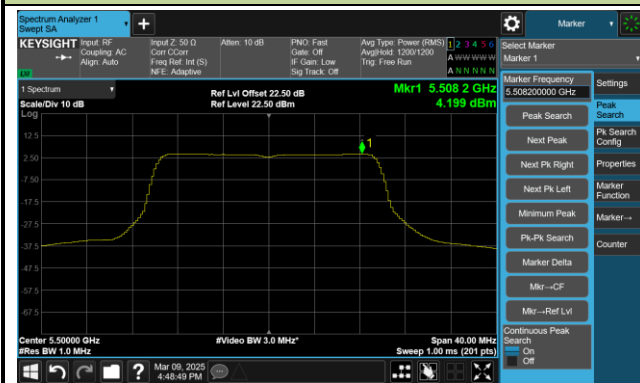 Spectrum Analyzer 1
Swept SA
Marker
KEYSIGHT
Input: RF
Coupling: AC
Align: Auto
Input Z: 50 Ω
Corr CCorr
Freq Ref: Int (S)
NFE: Adaptive
Atten: 10 dB
PNO: Fast
Gate: Off
IF Gain: Low
Sig Track: Off
Avg Type: Power (RMS)
Avg|Hold: 1200/1200
Trig: Free Run
1 2 3 4 5 6
A W W W W W
A N N N N N
LV
Select Marker
Marker 1
1 Spectrum
Scale/Div 10 dB
Log
Ref Lvl Offset 22.50 dB
Ref Level 22.50 dBm
Mkr1 5.508 2 GHz
4.199 dBm
12.5
2.50
-7.50
-17.5
-27.5
-37.5
-47.5
-57.5
-67.5
1
Center 5.50000 GHz
#Res BW 1.0 MHz
#Video BW 3.0 MHz*
Span 40.00 MHz
Sweep 1.00 ms (201 pts)
Marker Frequency
5.508200000 GHz
Peak Search
Next Peak
Next Pk Right
Next Pk Left
Minimum Peak
Pk-Pk Search
Marker Delta
Mkr→CF
Mkr→Ref Lvl
Continuous Peak
Search
On
Off
Settings
Peak
Search
Pk Search
Config
Properties
Marker
Function
Marker→
Counter
Mar 09, 2025
4:48:49 PM